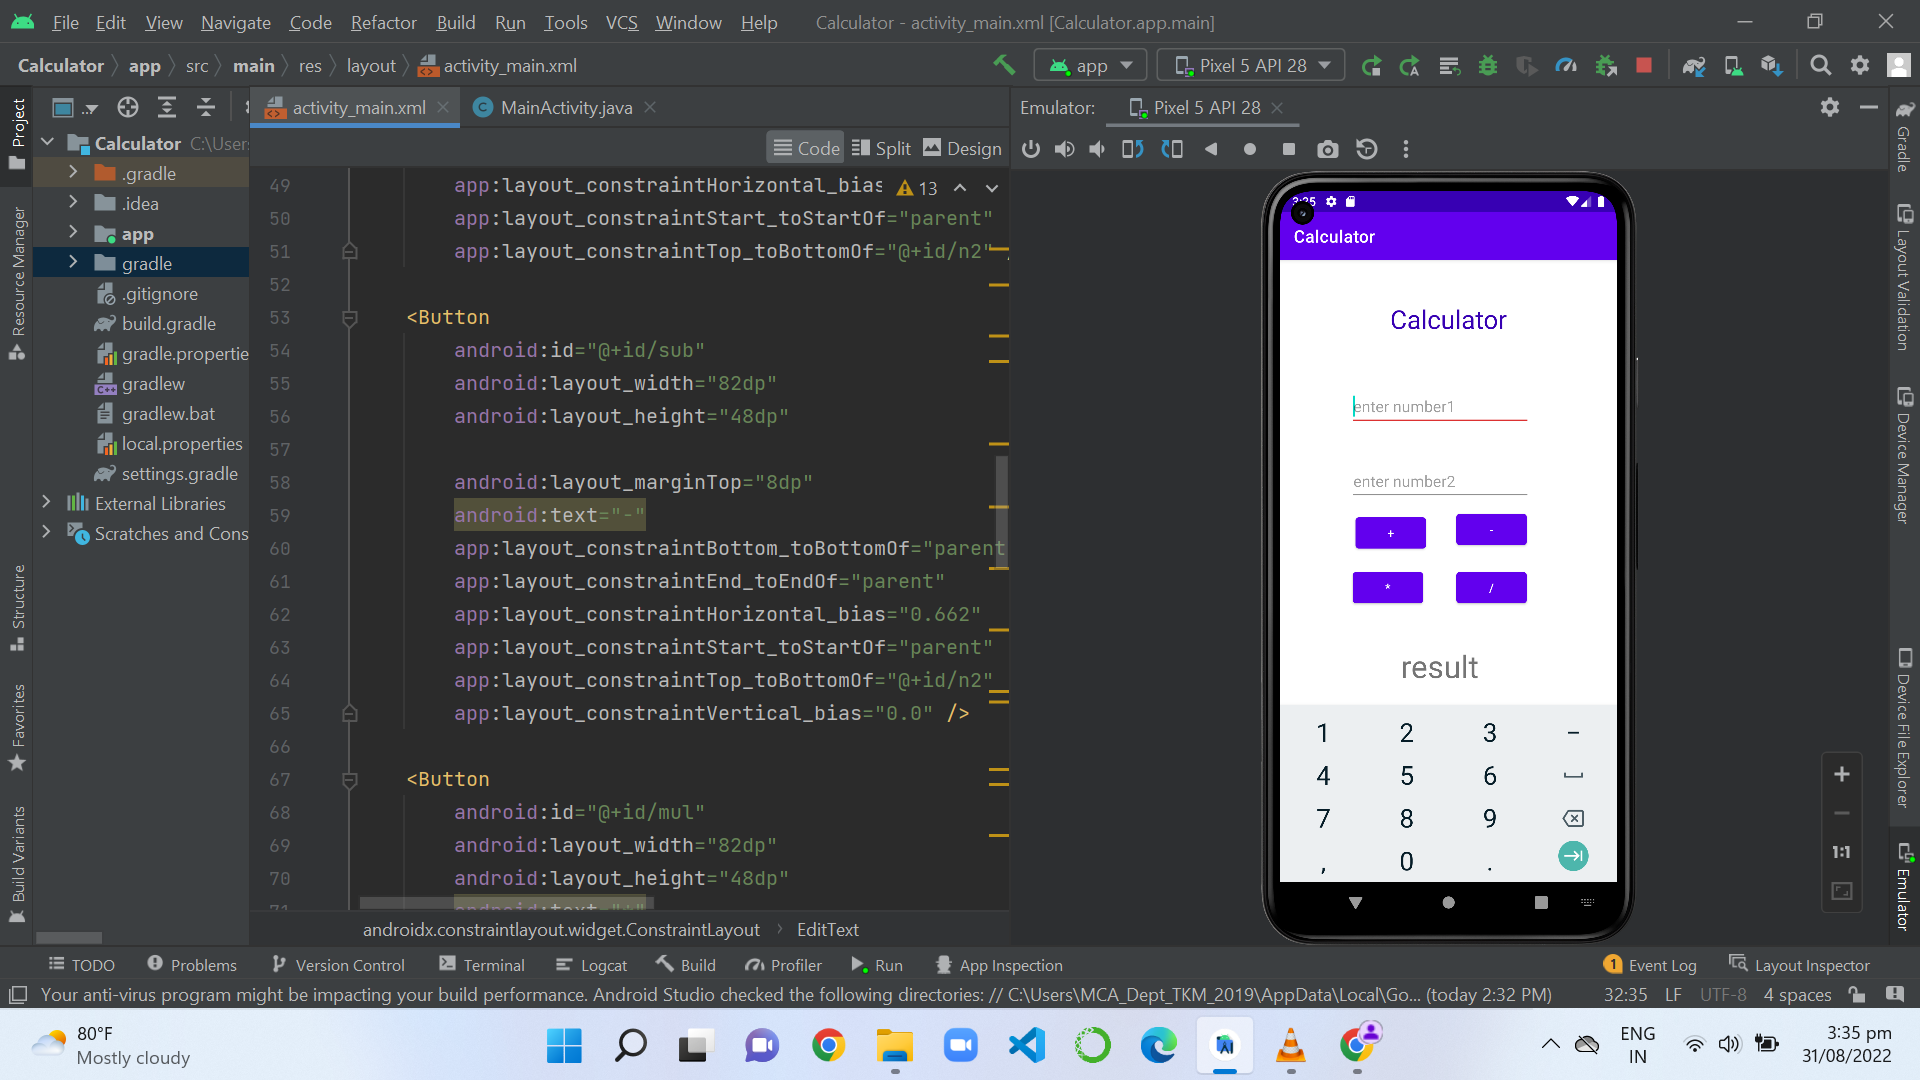 File Edit View Navigate Code Refactor Build Run Tools VCS Window Help Calculator - activity_main.xml [Calculator.app.main]
Calculator app src main res layout activity_main.xml app Pixel 5 API 28
Project
Resource Manager
Structure
Favorites
Build Variants
Calculator C:\Users
.gradle
.idea
app
gradle
.gitignore
build.gradle
gradle.propertie
gradlew
gradlew.bat
local.properties
settings.gradle
External Libraries
Scratches and Cons
activity_main.xml MainActivity.java
Code Split Design
13
49 app:layout_constraintHorizontal_bias
50 app:layout_constraintStart_toStartOf="parent"
51 app:layout_constraintTop_toBottomOf="@+id/n2"
52
53 <Button
54 android:id="@+id/sub"
55 android:layout_width="82dp"
56 android:layout_height="48dp"
57
58 android:layout_marginTop="8dp"
59 android:text="-"
60 app:layout_constraintBottom_toBottomOf="parent
61 app:layout_constraintEnd_toEndOf="parent"
62 app:layout_constraintHorizontal_bias="0.662"
63 app:layout_constraintStart_toStartOf="parent"
64 app:layout_constraintTop_toBottomOf="@+id/n2"
65 app:layout_constraintVertical_bias="0.0" />
66
67 <Button
68 android:id="@+id/mul"
69 android:layout_width="82dp"
70 android:layout_height="48dp"
71 android:text="*"
androidx.constraintlayout.widget.ConstraintLayout EditText
Emulator: Pixel 5 API 28
3:35
Calculator
Calculator
enter number1
enter number2
+ -
* /
result
1 2 3 -
4 5 6
7 8 9
, 0 .
1:1
Gradle
Layout Validation
Device Manager
Device File Explorer
Emulator
TODO Problems Version Control Terminal Logcat Build Profiler Run App Inspection 1 Event Log Layout Inspector
Your anti-virus program might be impacting your build performance. Android Studio checked the following directories: // C:\Users\MCA_Dept_TKM_2019\AppData\Local\Go... (today 2:32 PM) 32:35 LF UTF-8 4 spaces
80°F
Mostly cloudy
ENG
IN
3:35 pm
31/08/2022